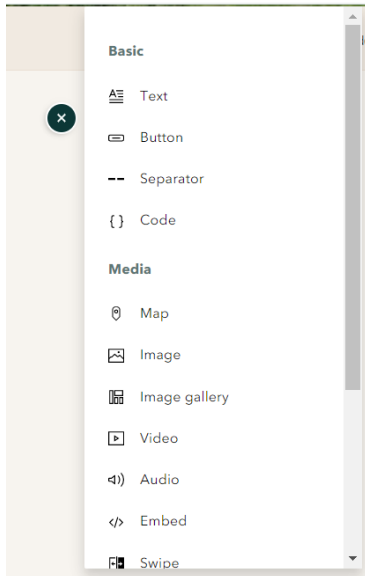 Basic
Text
Button
Separator
Code
Media
Map
Image
Image gallery
Video
Audio
Embed
Swipe